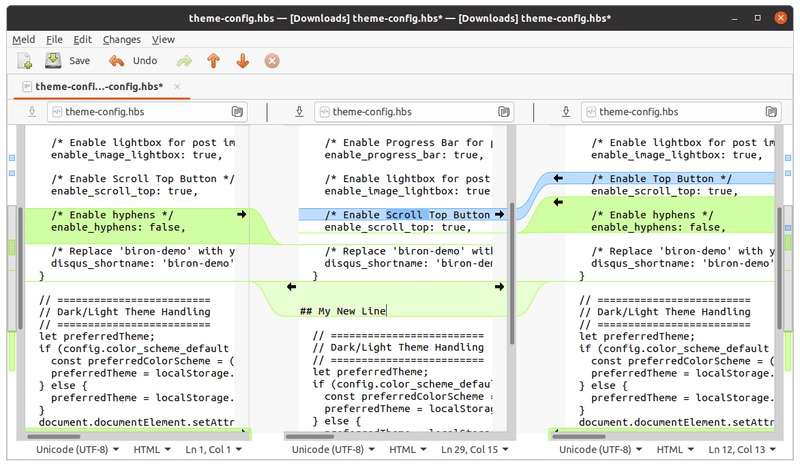 theme-config.hbs — [Downloads] theme-config.hbs* — [Downloads] theme-config.hbs*
Meld File Edit Changes View
Save Undo
theme-confi...-config.hbs*
theme-config.hbs
/* Enable lightbox for post im
enable_image_lightbox: true,
/* Enable Scroll Top Button */
enable_scroll_top: true,
/* Enable hyphens */
enable_hyphens: false,
/* Replace 'biron-demo' with y
disqus_shortname: 'biron-demo'
}
// =========================
// Dark/Light Theme Handling
// =========================
let preferredTheme;
if (config.color_scheme_default
const preferredColorScheme = (
preferredTheme = localStorage.
} else {
preferredTheme = localStorage.
}
document.documentElement.setAttr
Unicode (UTF-8) HTML Ln 1, Col 1
theme-config.hbs
/* Enable Progress Bar for p
enable_progress_bar: true,
/* Enable lightbox for post
enable_image_lightbox: true,
/* Enable Scroll Top Button
enable_scroll_top: true,
/* Replace 'biron-demo' with
disqus_shortname: 'biron-demo'
}
## My New Line
// =========================
// Dark/Light Theme Handling
// =========================
let preferredTheme;
if (config.color_scheme_defau
const preferredColorScheme
preferredTheme = localStorag
} else {
preferredTheme = localStorag
Unicode (UTF-8) HTML Ln 29, Col 15
theme-config.hbs
/* Enable lightbox for post im
enable_image_lightbox: true,
/* Enable Top Button */
enable_scroll_top: true,
/* Enable hyphens */
enable_hyphens: false,
/* Replace 'biron-demo' with y
disqus_shortname: 'biron-demo'
}
// =========================
// Dark/Light Theme Handling
// =========================
let preferredTheme;
if (config.color_scheme_default
const preferredColorScheme = (
preferredTheme = localStorage.
} else {
preferredTheme = localStorage.
}
document.documentElement.setAttr
Unicode (UTF-8) HTML Ln 12, Col 13